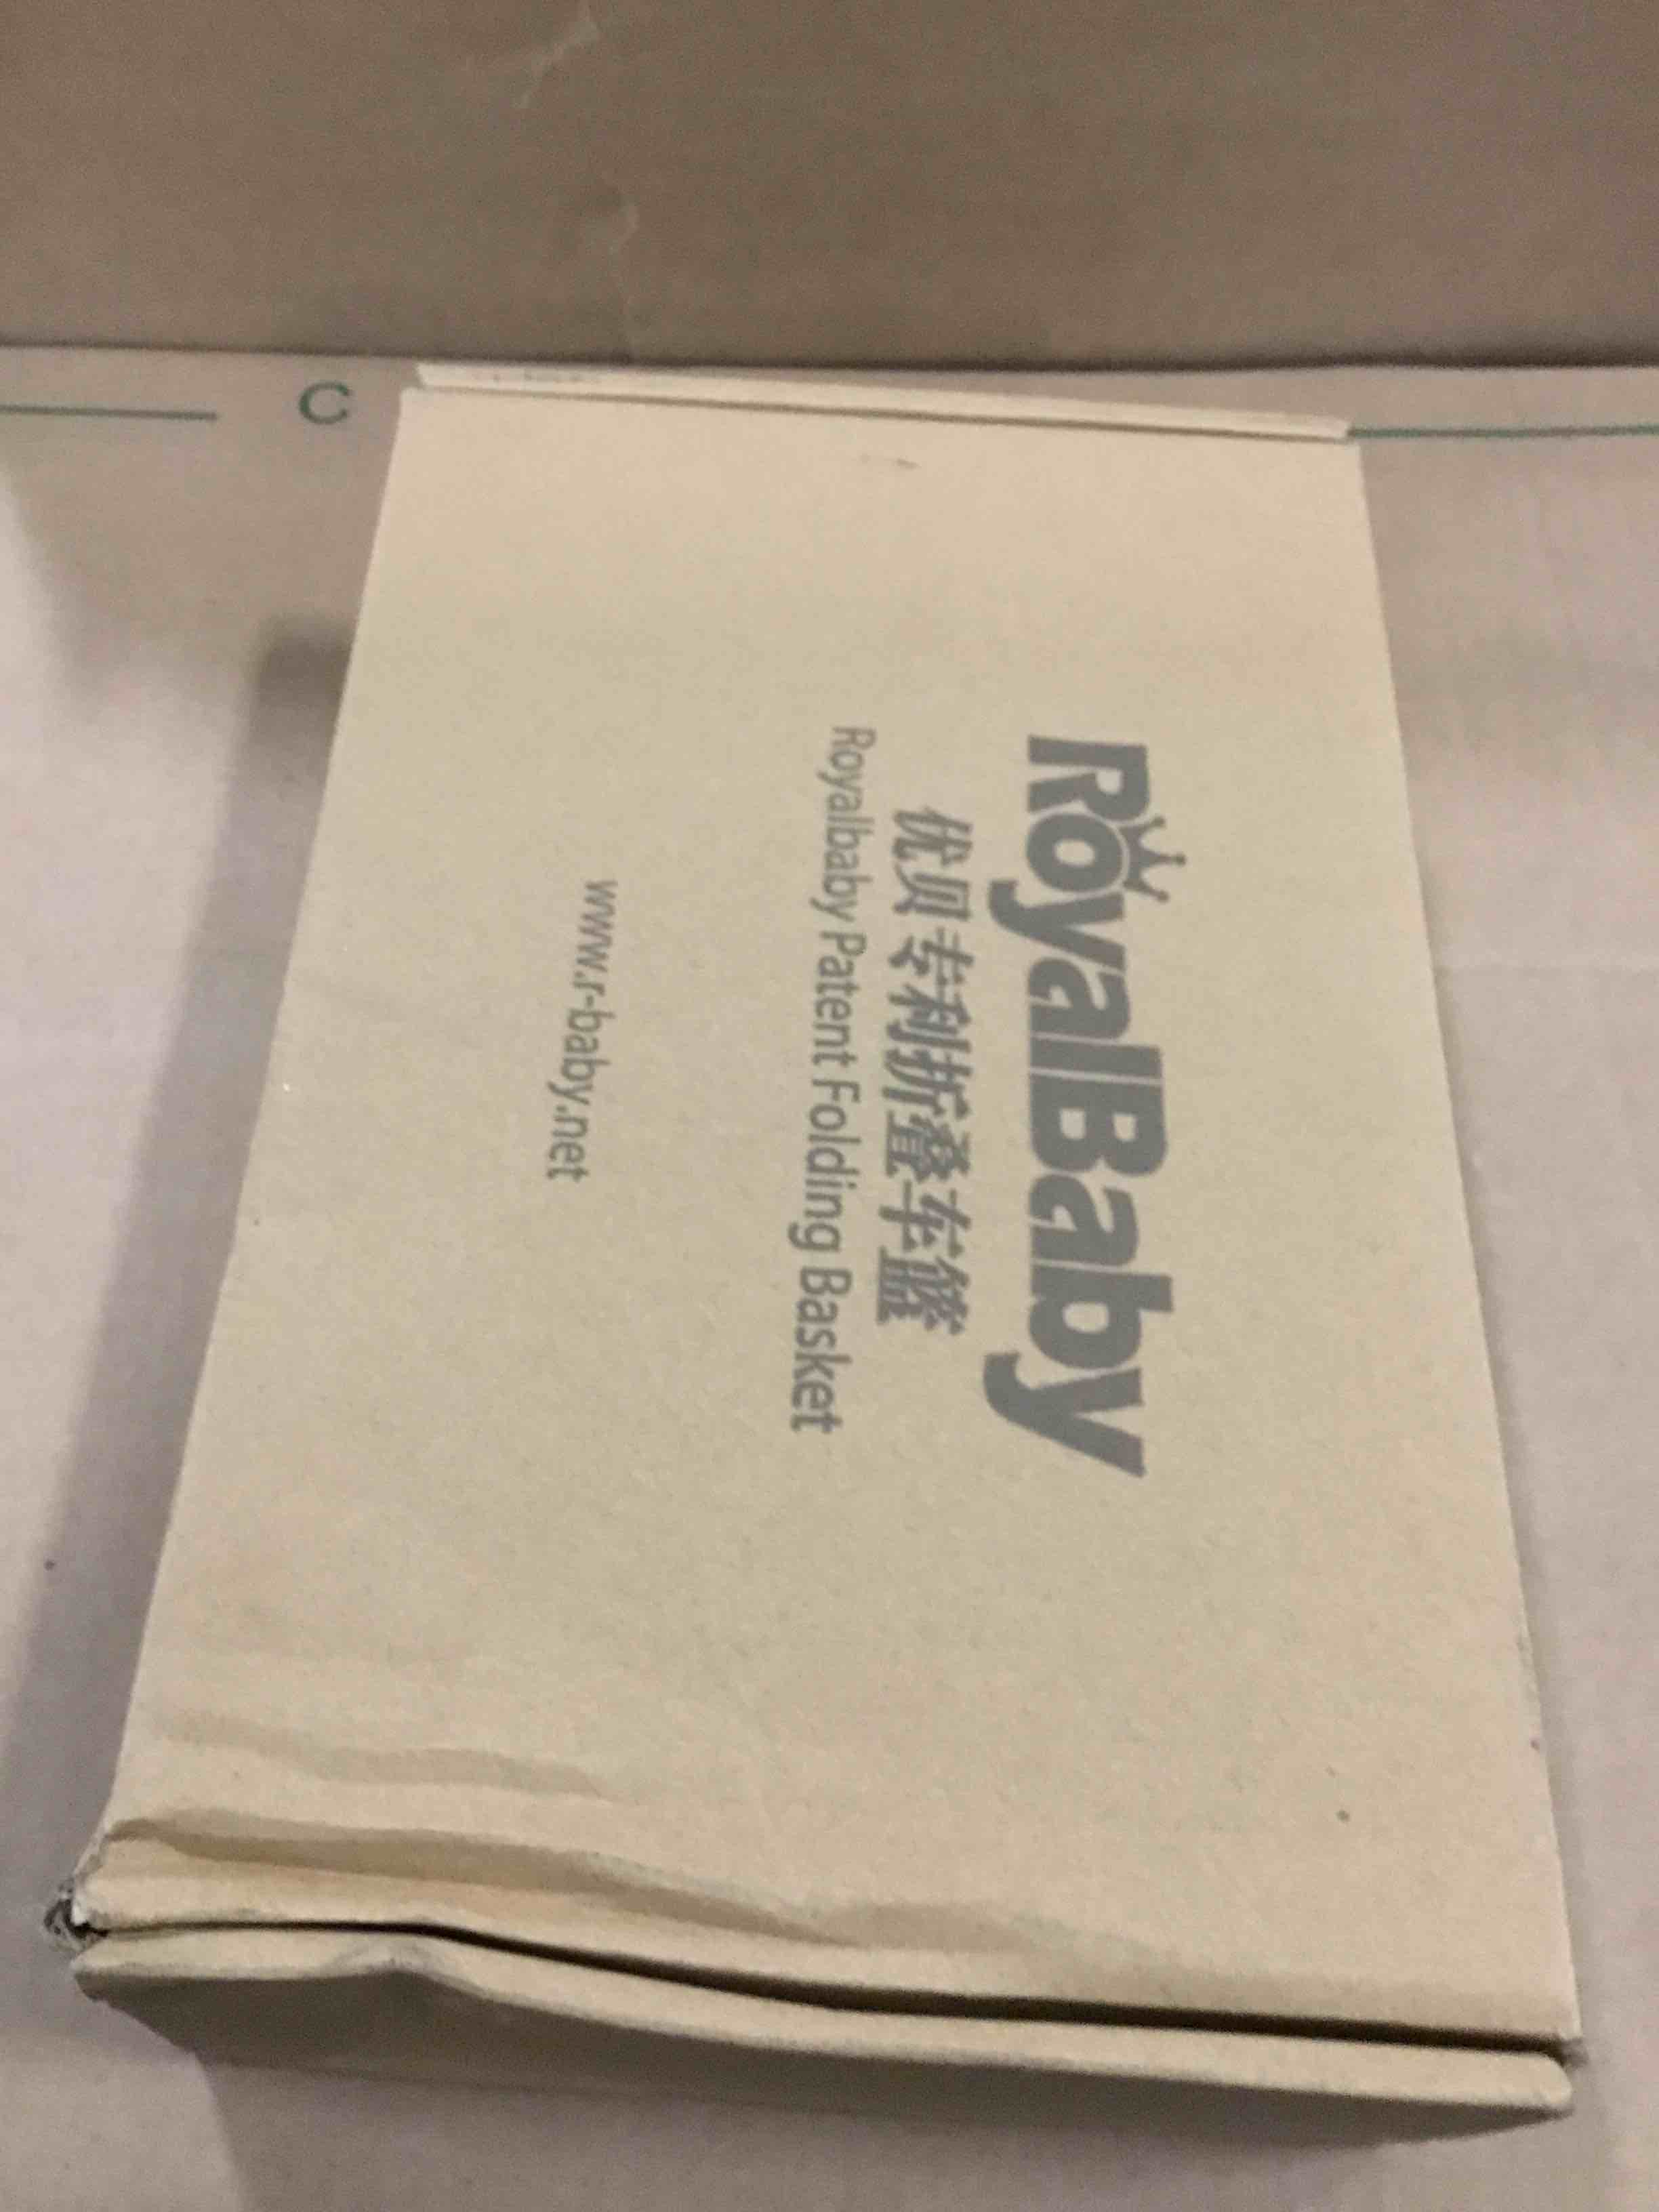 RoyalBaby
优贝专利折叠车篮
Royalbaby Patent Folding Basket
www.r-baby.net
C